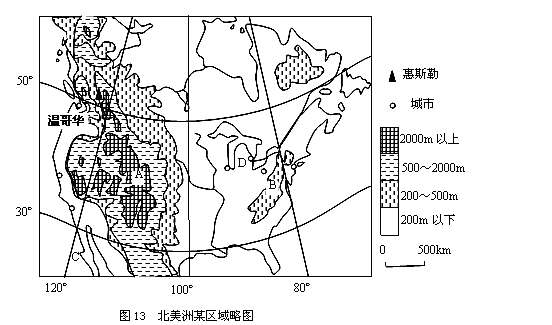 50°
温哥华
30°
A
B
C
D
120°
100°
80°
惠斯勒
城市
2000m 以上
500～2000m
200～500m
200m 以下
0 500km
图13 北美洲某区域略图